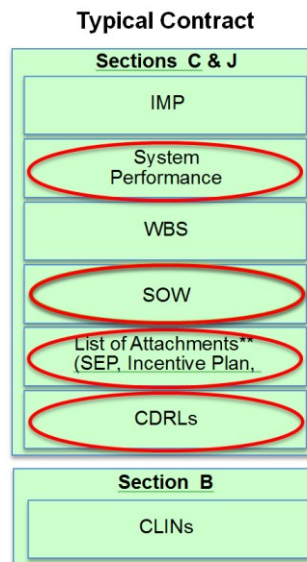 Typical Contract
Sections C & J
IMP
System
Performance
WBS
SOW
List of Attachments**
(SEP, Incentive Plan,
CDRLs
Section B
CLINs